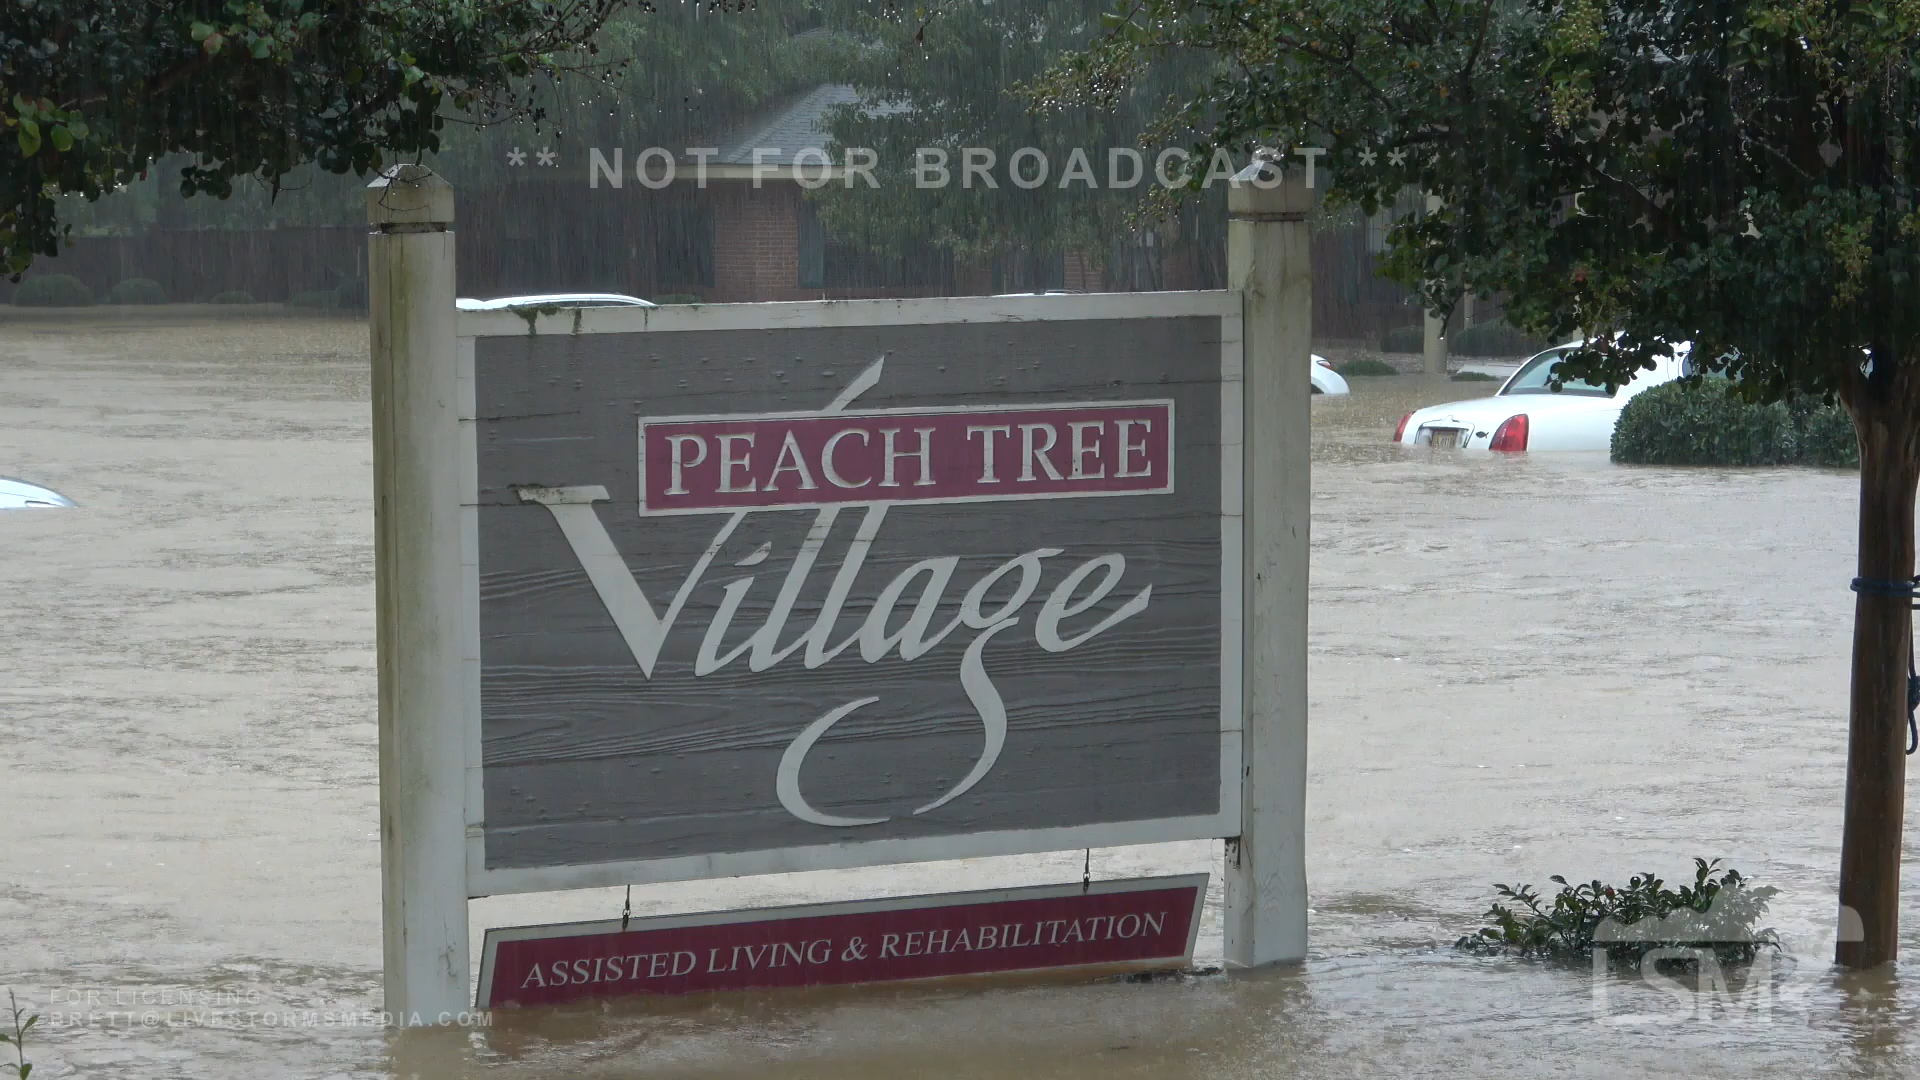 ** NOT FOR BROADCAST **
PEACH TREE
Village
ASSISTED LIVING & REHABILITATION
FOR LICENSING
BRETT@LIVESTORMSMEDIA.COM
LSM